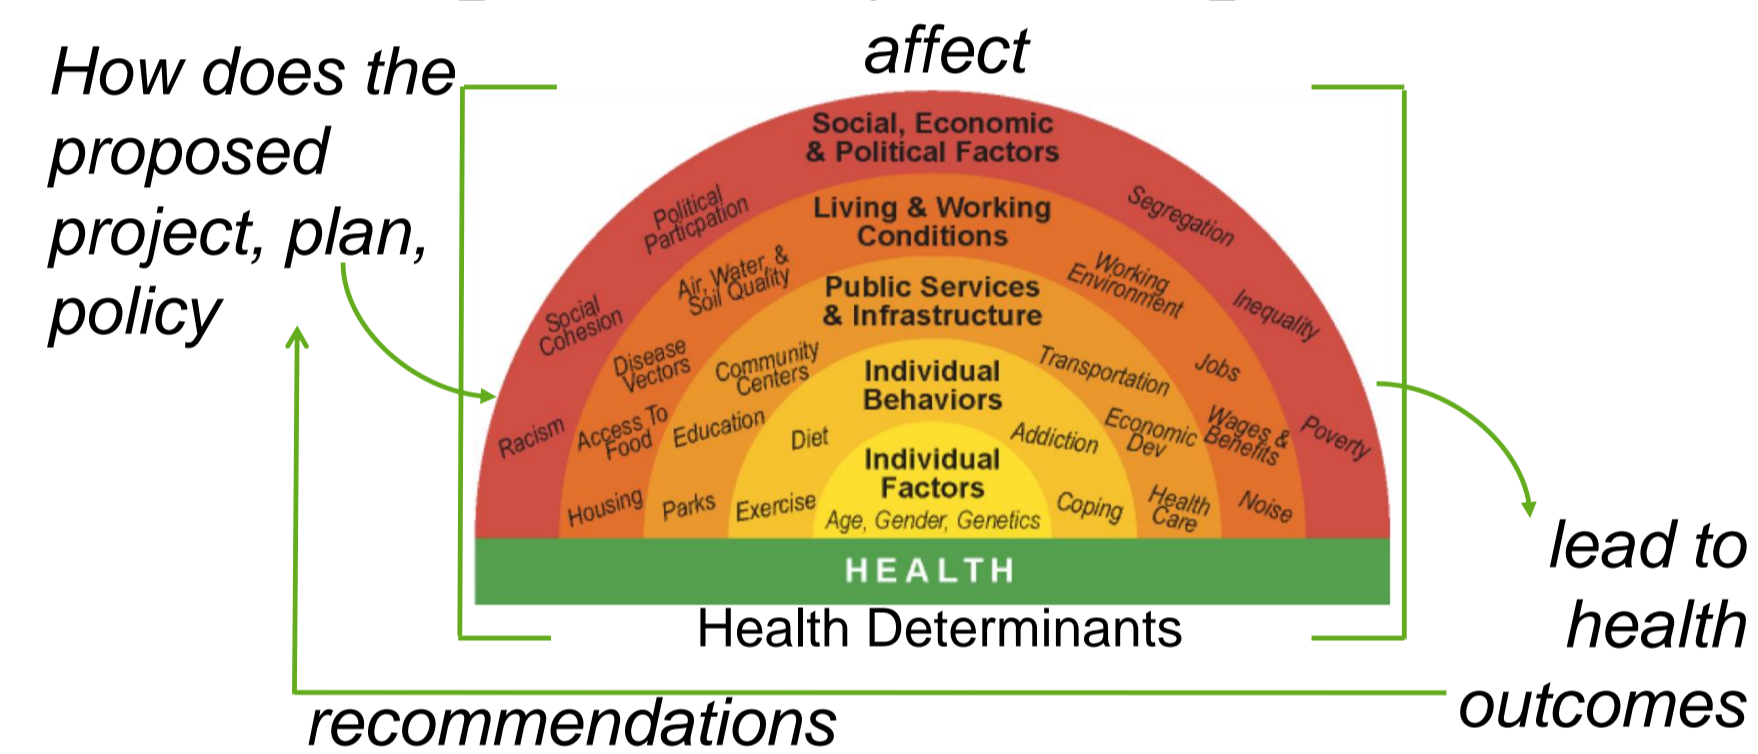 How does the
proposed
project, plan,
policy
affect
Social, Economic
& Political Factors
Political
Particpation
Segregation
Social
Cohesion
Inequality
Racism
Poverty
Living & Working
Conditions
Air, Water, &
Soil Quality
Working
Environment
Disease
Vectors
Jobs
Access To
Food
Wages &
Benefits
Housing
Noise
Public Services
& Infrastructure
Community
Centers
Transportation
Education
Economic
Dev
Parks
Health
Care
Individual
Behaviors
Diet
Addiction
Exercise
Coping
Individual
Factors
Age, Gender, Genetics
HEALTH
Health Determinants
lead to
health
outcomes
recommendations